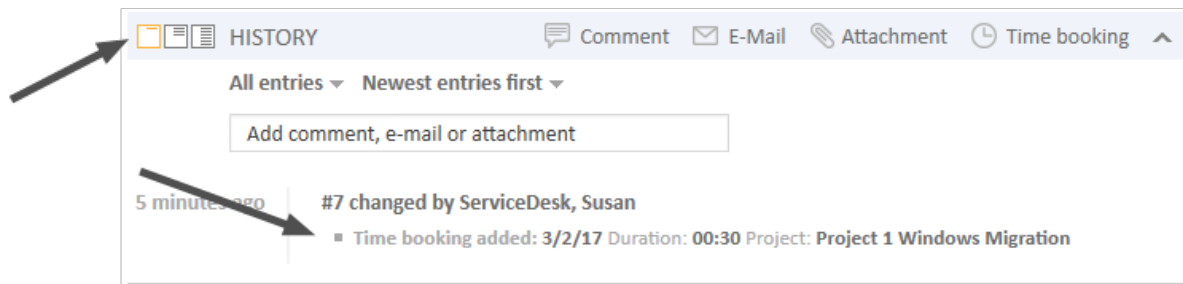 HISTORY Comment E-Mail Attachment Time booking
All entries Newest entries first
Add comment, e-mail or attachment
5 minutes ago #7 changed by ServiceDesk, Susan
Time booking added: 3/2/17 Duration: 00:30 Project: Project 1 Windows Migration